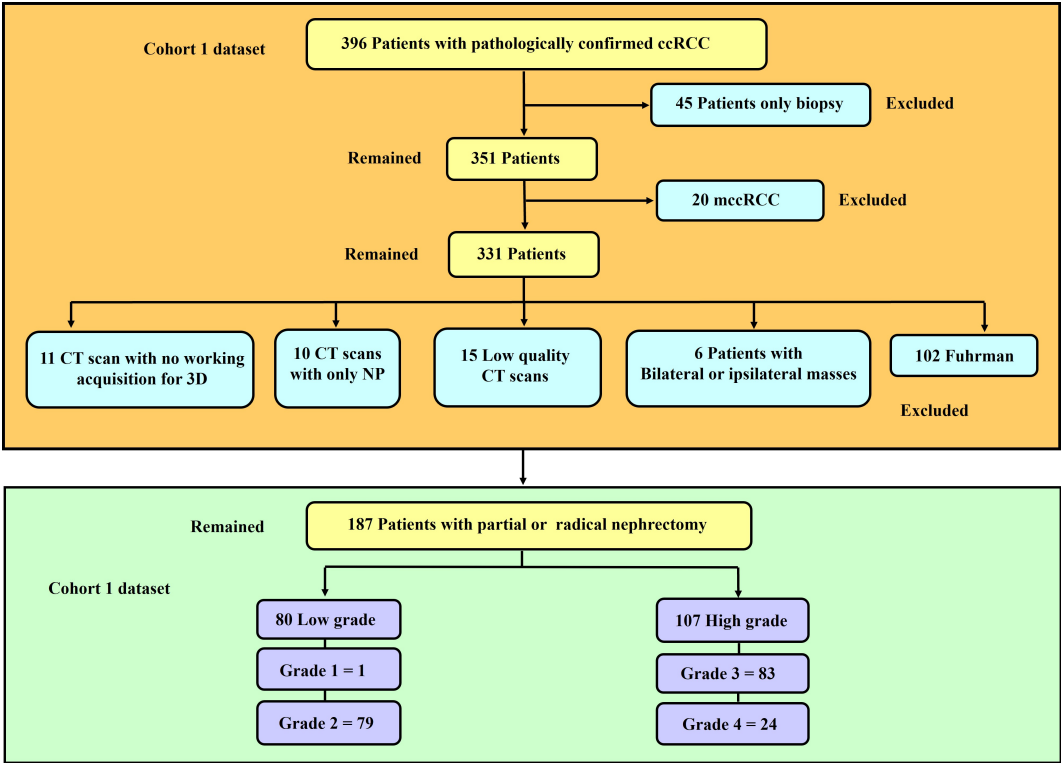 Cohort 1 dataset
396 Patients with pathologically confirmed ccRCC
45 Patients only biopsy
Excluded
Remained
351 Patients
20 mccRCC
Excluded
Remained
331 Patients
11 CT scan with no working
acquisition for 3D
10 CT scans
with only NP
15 Low quality
CT scans
6 Patients with
Bilateral or ipsilateral masses
102 Fuhrman
Excluded
Remained
187 Patients with partial or radical nephrectomy
Cohort 1 dataset
80 Low grade
Grade 1 = 1
Grade 2 = 79
107 High grade
Grade 3 = 83
Grade 4 = 24